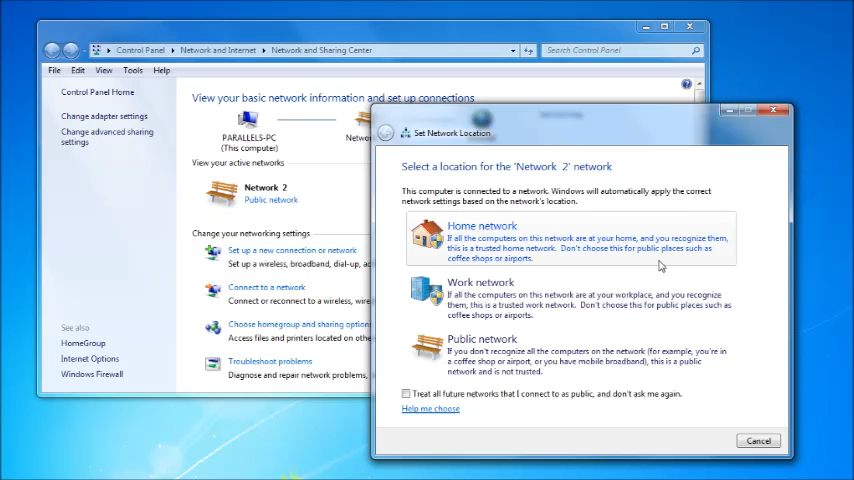 Control Panel
Network and Internet
Network and Sharing Center
Search Control Panel
File Edit View Tools Help
Control Panel Home
Change adapter settings
Change advanced sharing
settings
See also
HomeGroup
Internet Options
Windows Firewall
View your basic network information and set up connections
PARALLELS-PC
(This computer)
View your active networks
Network 2
Public network
Change your networking settings
Set up a new connection or network
Set up a wireless, broadband, dial-up,
Connect to a network
Connect or reconnect to a wireless,
Choose homegroup and sharing option
Access files and printers located on
Troubleshoot problems
Diagnose and repair network problems,
Set Network Location
Select a location for the 'Network 2' network
This computer is connected to a network. Windows will automatically apply the correct
network settings based on the network's location.
Home network
If all the computers on this network are at your home, and you recognize them,
this is a trusted home network. Don't choose this for public places such as
coffee shops or airports.
Work network
If all the computers on this network are at your workplace, and you recognize
them, this is a trusted work network. Don't choose this for public places such as
coffee shops or airports.
Public network
If you don't recognize all the computers on the network (for example, you're in
a coffee shop or airport, or you have mobile broadband), this is a public
network and is not trusted.
Treat all future networks that I connect to as public, and don't ask me again.
Help me choose
Cancel